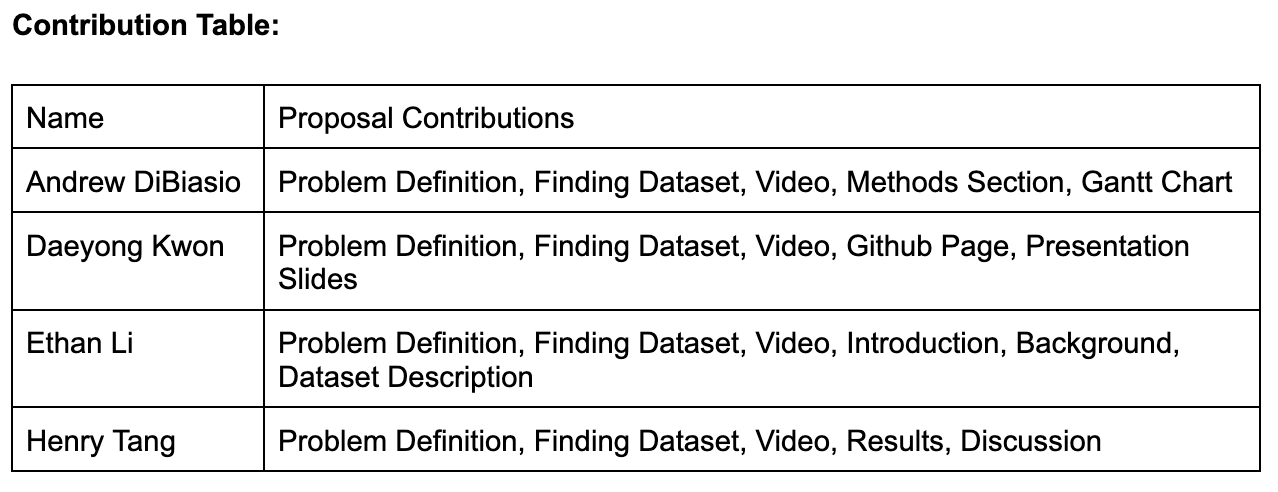 Contribution Table:
Name
Proposal Contributions
Andrew DiBiasio
Problem Definition, Finding Dataset, Video, Methods Section, Gantt Chart
Daeyong Kwon
Problem Definition, Finding Dataset, Video, Github Page, Presentation
Slides
Ethan Li
Problem Definition, Finding Dataset, Video, Introduction, Background,
Dataset Description
Henry Tang
Problem Definition, Finding Dataset, Video, Results, Discussion